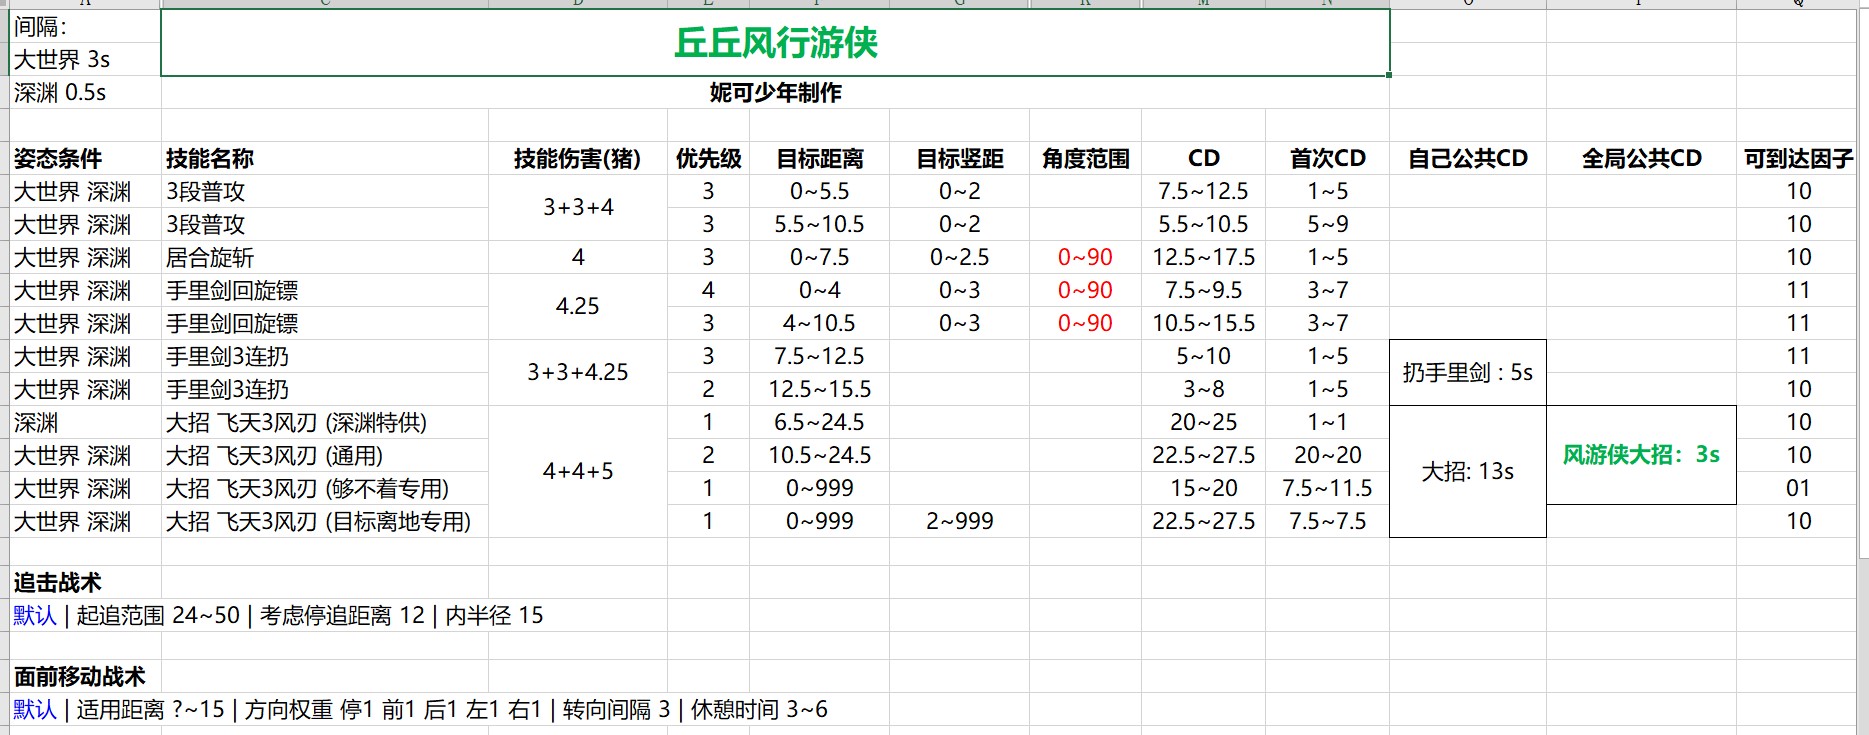 间隔：
丘丘风行游侠
大世界 3s
深渊 0.5s 妮可少年制作
姿态条件 技能名称 技能伤害(猪) 优先级 目标距离 目标竖距 角度范围 CD 首次CD 自己公共CD 全局公共CD 可到达因子
大世界 深渊 3段普攻 3+3+4 3 0~5.5 0~2 7.5~12.5 1~5 10
大世界 深渊 3段普攻 3 5.5~10.5 0~2 5.5~10.5 5~9 10
大世界 深渊 居合旋斩 4 3 0~7.5 0~2.5 0~90 12.5~17.5 1~5 10
大世界 深渊 手里剑回旋镖 4.25 4 0~4 0~3 0~90 7.5~9.5 3~7 11
大世界 深渊 手里剑回旋镖 3 4~10.5 0~3 0~90 10.5~15.5 3~7 11
大世界 深渊 手里剑3连扔 3+3+4.25 3 7.5~12.5 5~10 1~5 扔手里剑 : 5s 11
大世界 深渊 手里剑3连扔 2 12.5~15.5 3~8 1~5 10
深渊 大招 飞天3风刃 (深渊特供) 4+4+5 1 6.5~24.5 20~25 1~1 大招: 13s 风游侠大招：3s 10
大世界 深渊 大招 飞天3风刃 (通用) 2 10.5~24.5 22.5~27.5 20~20 10
大世界 深渊 大招 飞天3风刃 (够不着专用) 1 0~999 15~20 7.5~11.5 01
大世界 深渊 大招 飞天3风刃 (目标离地专用) 1 0~999 2~999 22.5~27.5 7.5~7.5 10
追击战术
默认 | 起追范围 24~50 | 考虑停追距离 12 | 内半径 15
面前移动战术
默认 | 适用距离 ?~15 | 方向权重 停1 前1 后1 左1 右1 | 转向间隔 3 | 休憩时间 3~6